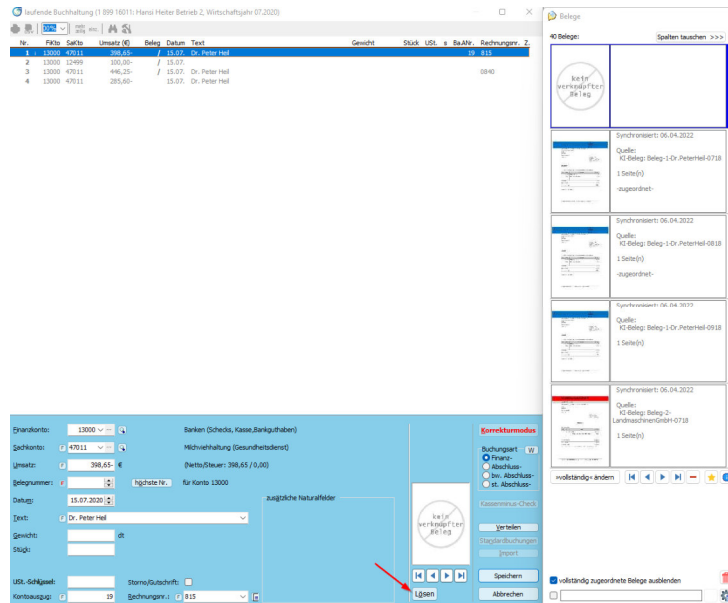 laufende Buchhaltung (1 899 16011: Hansi Heiter Betrieb 2, Wirtschaftsjahr 07.2020)
100%
Nr. FiKto SaKto Umsatz (€) Beleg Datum Text Gewicht Stück USt. s Ba.ANr. Rechnungsnr. Z.
1 13000 47011 398,65- / 15.07. Dr. Peter Heil 19 815
2 13000 12499 100,00- / 15.07.
3 13000 47011 446,25- / 15.07. Dr. Peter Heil 0840
4 13000 47011 285,60- 15.07. Dr. Peter Heil
Finanzkonto: 13000 Banken (Schecks, Kasse,Bankguthaben)
Sachkonto: F 47011 Milchviehhaltung (Gesundheitsdienst)
Umsatz: F 398,65- € (Netto/Steuer: 398,65 / 0,00)
Belegnummer: F höchste Nr. für Konto 13000
Datum: 15.07.2020 zusätzliche Naturalfelder
Text: F Dr. Peter Heil
Gewicht: dt
Stück:
USt.-Schlüssel: Storno/Gutschrift:
Kontoauszug: F 19 Rechnungsnr.: F 815
kein
verknüpfter
Beleg
Lösen
Korrekturmodus
Buchungsart W
Finanz-
Abschluss-
bw. Abschluss-
st. Abschluss-
Kassenminus-Check
Verteilen
Standardbuchungen
Import
Speichern
Abbrechen
Belege
40 Belege: Spalten tauschen >>>
kein
verknüpfter
Beleg
Synchronisiert: 06.04.2022
Quelle:
KI-Beleg: Beleg-1-Dr.PeterHeil-0718
1 Seite(n)
-zugeordnet-
Synchronisiert: 06.04.2022
Quelle:
KI-Beleg: Beleg-1-Dr.PeterHeil-0818
1 Seite(n)
-zugeordnet-
Synchronisiert: 06.04.2022
Quelle:
KI-Beleg: Beleg-1-Dr.PeterHeil-0918
1 Seite(n)
Synchronisiert: 06.04.2022
Quelle:
KI-Beleg: Beleg-2-
LandmaschinenGmbH-0718
1 Seite(n)
»vollständig« ändern
vollständig zugeordnete Belege ausblenden